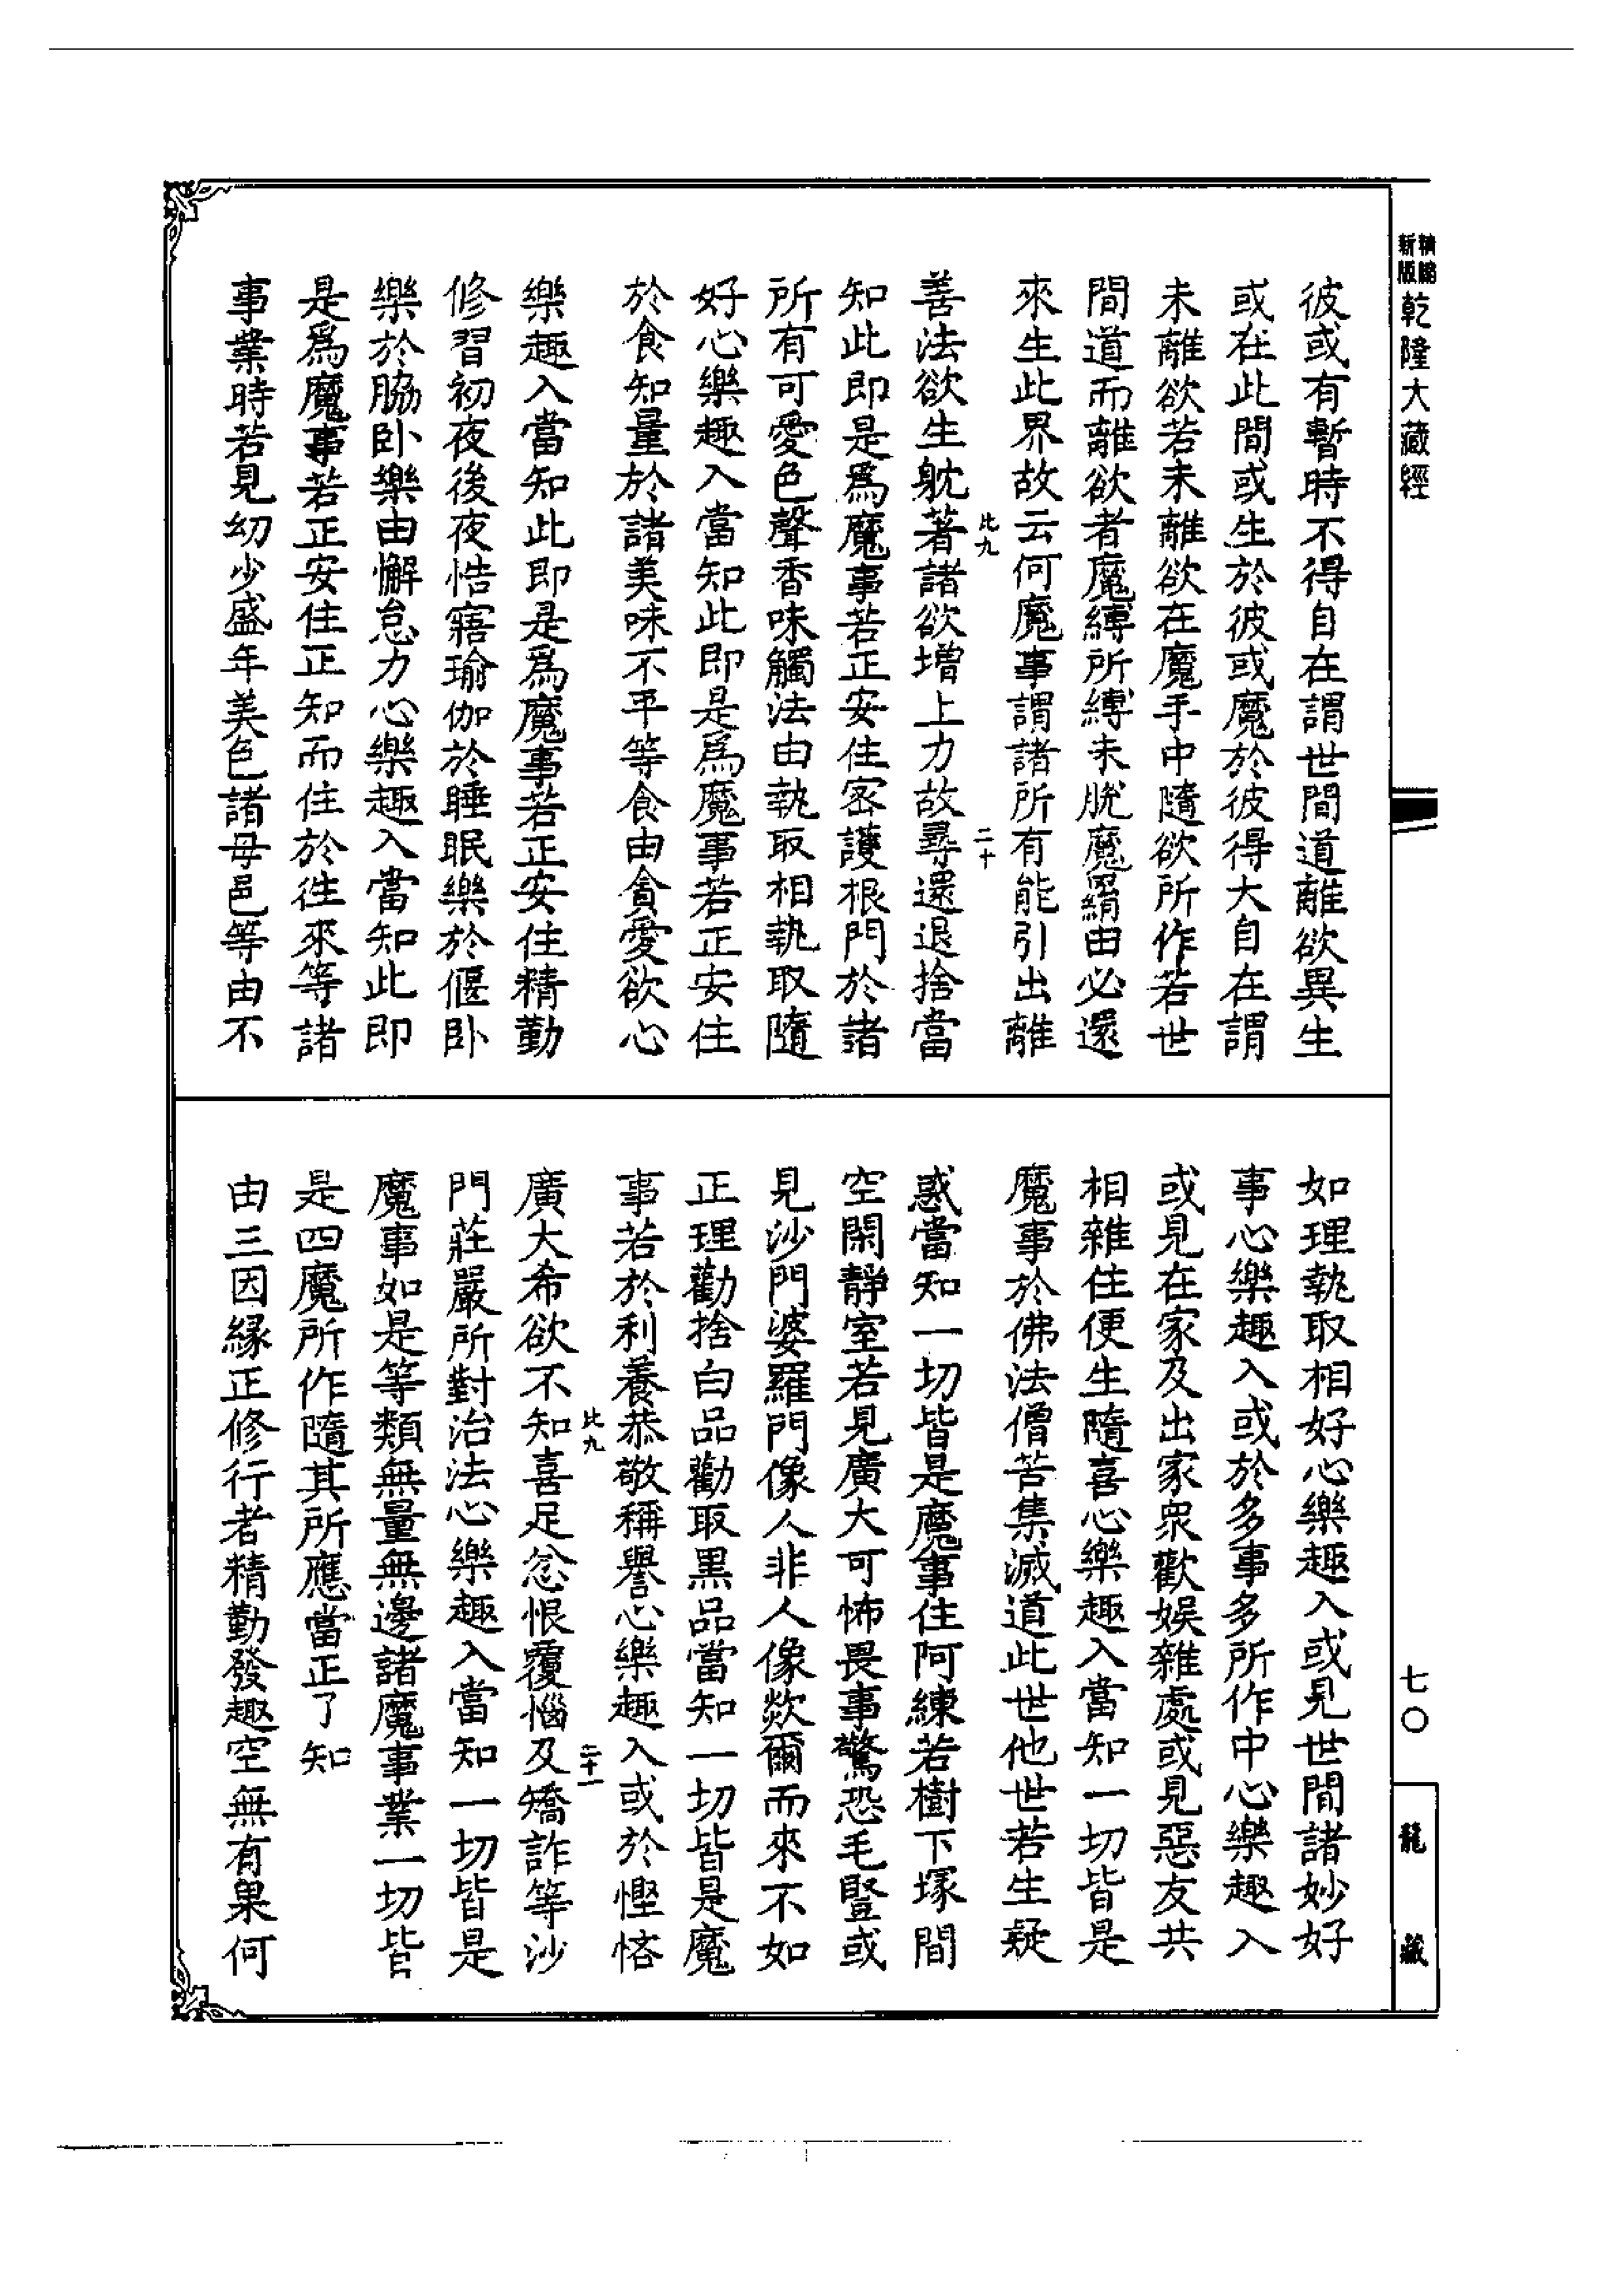 精縮新版
乾隆大藏經
彼或有暫時不得自在謂世間道離欲異生
或在此間或生於彼或魔於彼得大自在謂
未離欲若未離欲在魔手中隨欲所作若世
間道而離欲者魔縛所縛未脫魔羂由必還
來生此界故云何魔事謂諸所有能引出離
比九
二十
善法欲生躭著諸欲增上力故尋還退捨當
知此即是爲魔事若正安住密護根門於諸
所有可愛色聲香味觸法由執取相執取隨
好心樂趣入當知此即是爲魔事若正安住
於食知量於諸美味不平等食由貪愛欲心
樂趣入當知此即是爲魔事若正安住精勤
修習初夜後夜悎寤瑜伽於睡眠樂於偃卧
樂於脇卧樂由懈怠力心樂趣入當知此即
是爲魔事若正安住正知而住於往來等諸
事業時若見幼少盛年美色諸母邑等由不
如理執取相好心樂趣入或見世間諸妙好
事心樂趣入或於多事多所作中心樂趣入
或見在家及出家衆歡娛雜處或見惡友共
相雜住便生隨喜心樂趣入當知一切皆是
魔事於佛法僧苦集滅道此世他世若生疑
惑當知一切皆是魔事住阿練若樹下塚間
空閑靜室若見廣大可怖畏事驚恐毛豎或
見沙門婆羅門像人非人像欻爾而來不如
正理勸捨白品勸取黑品當知一切皆是魔
事若於利養恭敬稱譽心樂趣入或於慳悋
比九
二十一
廣大希欲不知喜足忿恨覆惱及矯詐等沙
門莊嚴所對治法心樂趣入當知一切皆是
魔事如是等類無量無邊諸魔事業一切皆
是四魔所作隨其所應當正了知
由三因緣正修行者精勤發趣空無有果何
七〇
龍藏